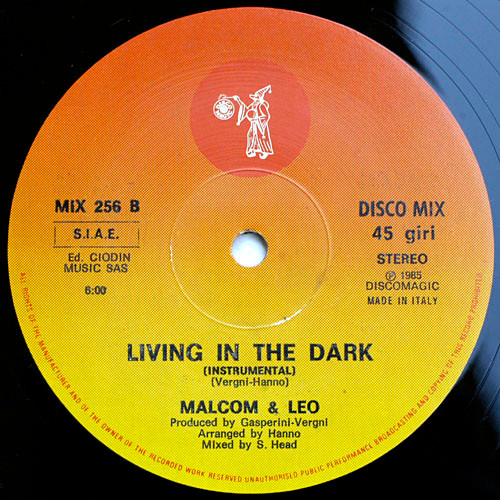 MIX 256 B
S.I.A.E.
Ed. CIODIN
MUSIC SAS
6:00
DISCO MIX
45 giri
STEREO
℗ 1985
DISCOMAGIC
MADE IN ITALY
LIVING IN THE DARK
(INSTRUMENTAL)
(Vergni-Hanno)
MALCOM & LEO
Produced by Gasperini-Vergni
Arranged by Hanno
Mixed by S. Head
ALL RIGHTS OF THE MANUFACTURER AND OF THE OWNER OF THE RECORDED WORK RESERVED UNAUTHORISED PUBLIC PERFORMANCE BROADCASTING AND COPYING OF THIS RECORD PROHIBITED